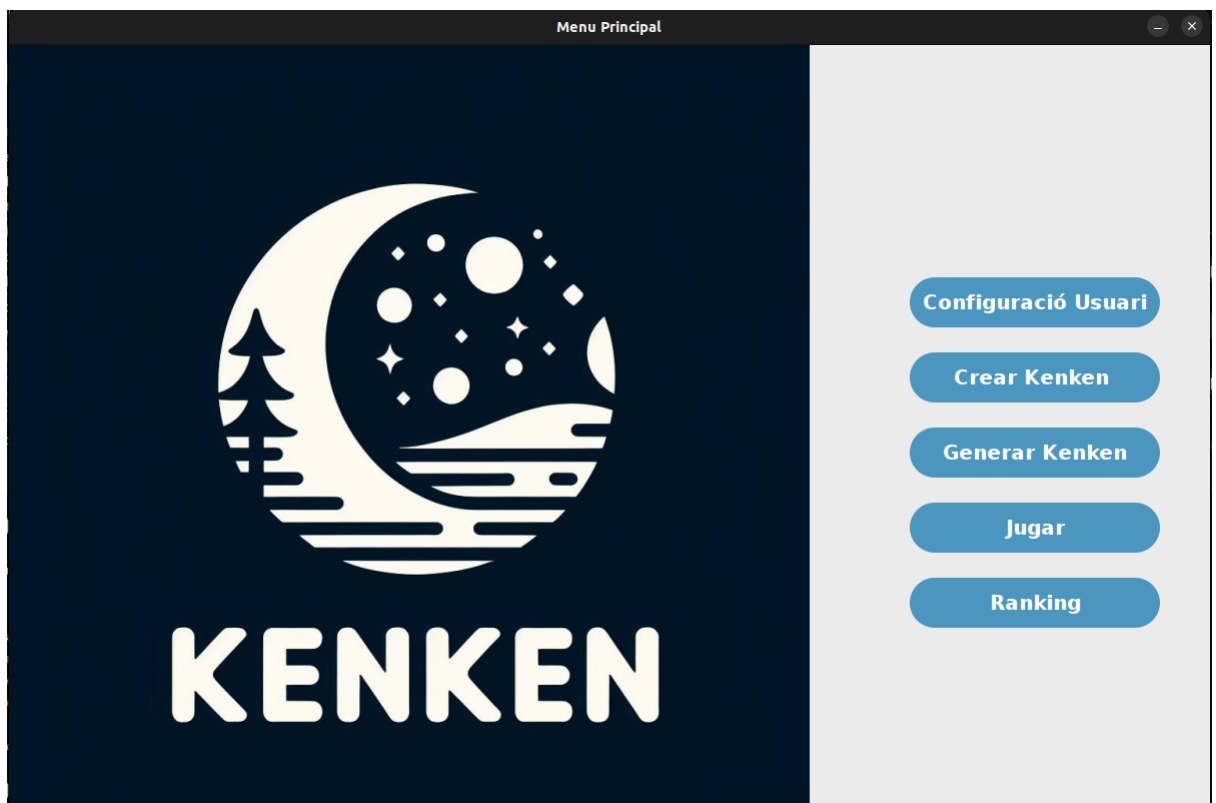 Menu Principal
KENKEN
Configuració Usuari
Crear Kenken
Generar Kenken
Jugar
Ranking